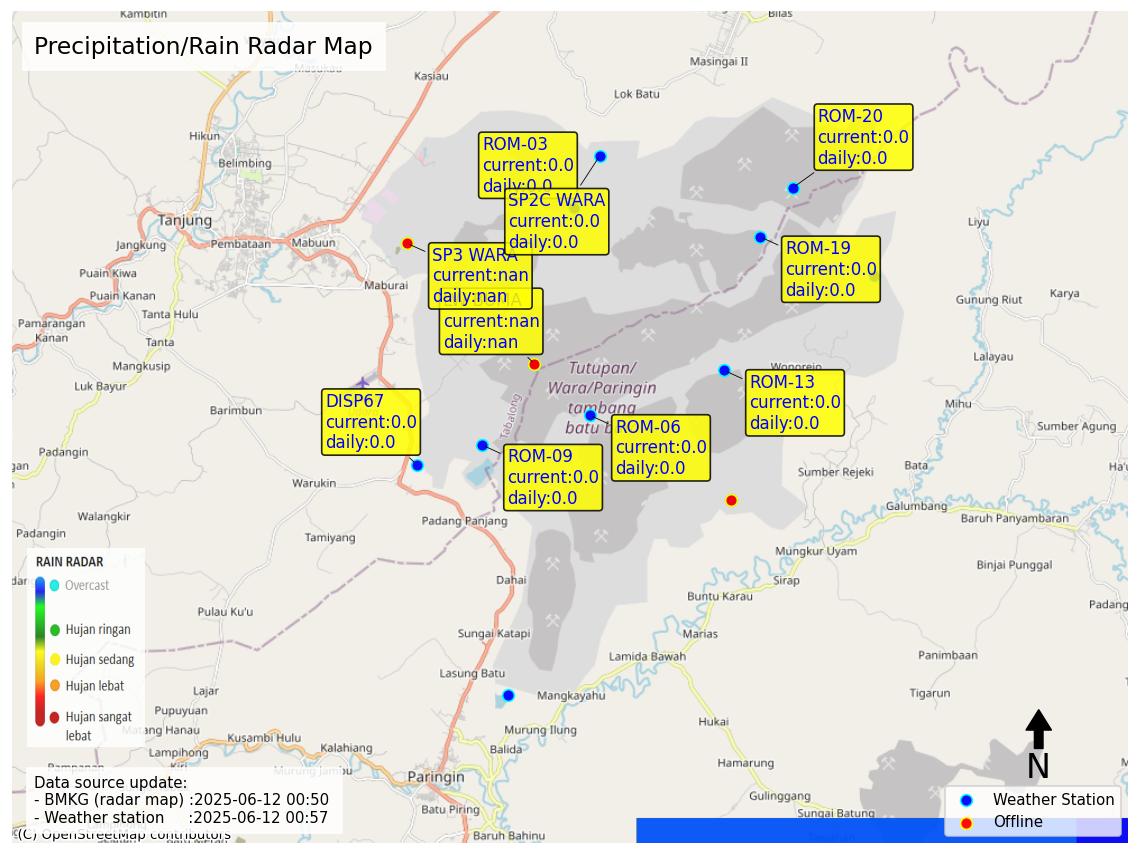 Kambitin
Bilas
Precipitation/Rain Radar Map
Masukau
Kasiau
Masingai II
Lok Batu
Hikun
Belimbing
ROM-03
current:0.0
daily:0.0
ROM-20
current:0.0
daily:0.0
SP2C WARA
current:0.0
daily:0.0
Tanjung
Jangkung
Pembataan
Mabuun
Liyu
SP3 WARA
current:nan
daily:nan
current:nan
daily:nan
ROM-19
current:0.0
daily:0.0
Puain Kiwa
Puain Kanan
Maburai
Tanta Hulu
Gunung Riut
Karya
Pamarangan
Kanan
Tanta
Mangkusip
Luk Bayur
Lalayau
Wonorejo
Tutupan/
Wara/Paringin
tambang
batu b
Tabalong
ROM-13
current:0.0
daily:0.0
DISP67
current:0.0
daily:0.0
Barimbun
Mihu
ROM-06
current:0.0
daily:0.0
Sumber Agung
ROM-09
current:0.0
daily:0.0
Padangin
Bata
Sumber Rejeki
Warukin
Galumbang
Walangkir
Padang Panjang
Baruh Panyambaran
Padangin
Tamiyang
Mungkur Uyam
Binjai Punggal
RAIN RADAR
Overcast
Hujan ringan
Hujan sedang
Hujan lebat
Hujan sangat
lebat
Dahai
Sirap
Buntu Karau
Padang
Pulau Ku'u
Sungai Katapi
Marias
Lamida Bawah
Panimbaan
Lasung Batu
Lajar
Mangkayahu
Tigarun
Pupuyuan
Matang Hanau
Hukai
Murung Ilung
Kusambi Hulu
Kalahiang
Lampihong
Balida
Hamarung
N
Murung Jambu
Paringin
Data source update:
- BMKG (radar map) :2025-06-12 00:50
- Weather station :2025-06-12 00:57
Gulinggang
Batu Piring
Sungai Batung
Weather Station
Offline
(C) OpenStreetMap contributors
Baruh Bahinu